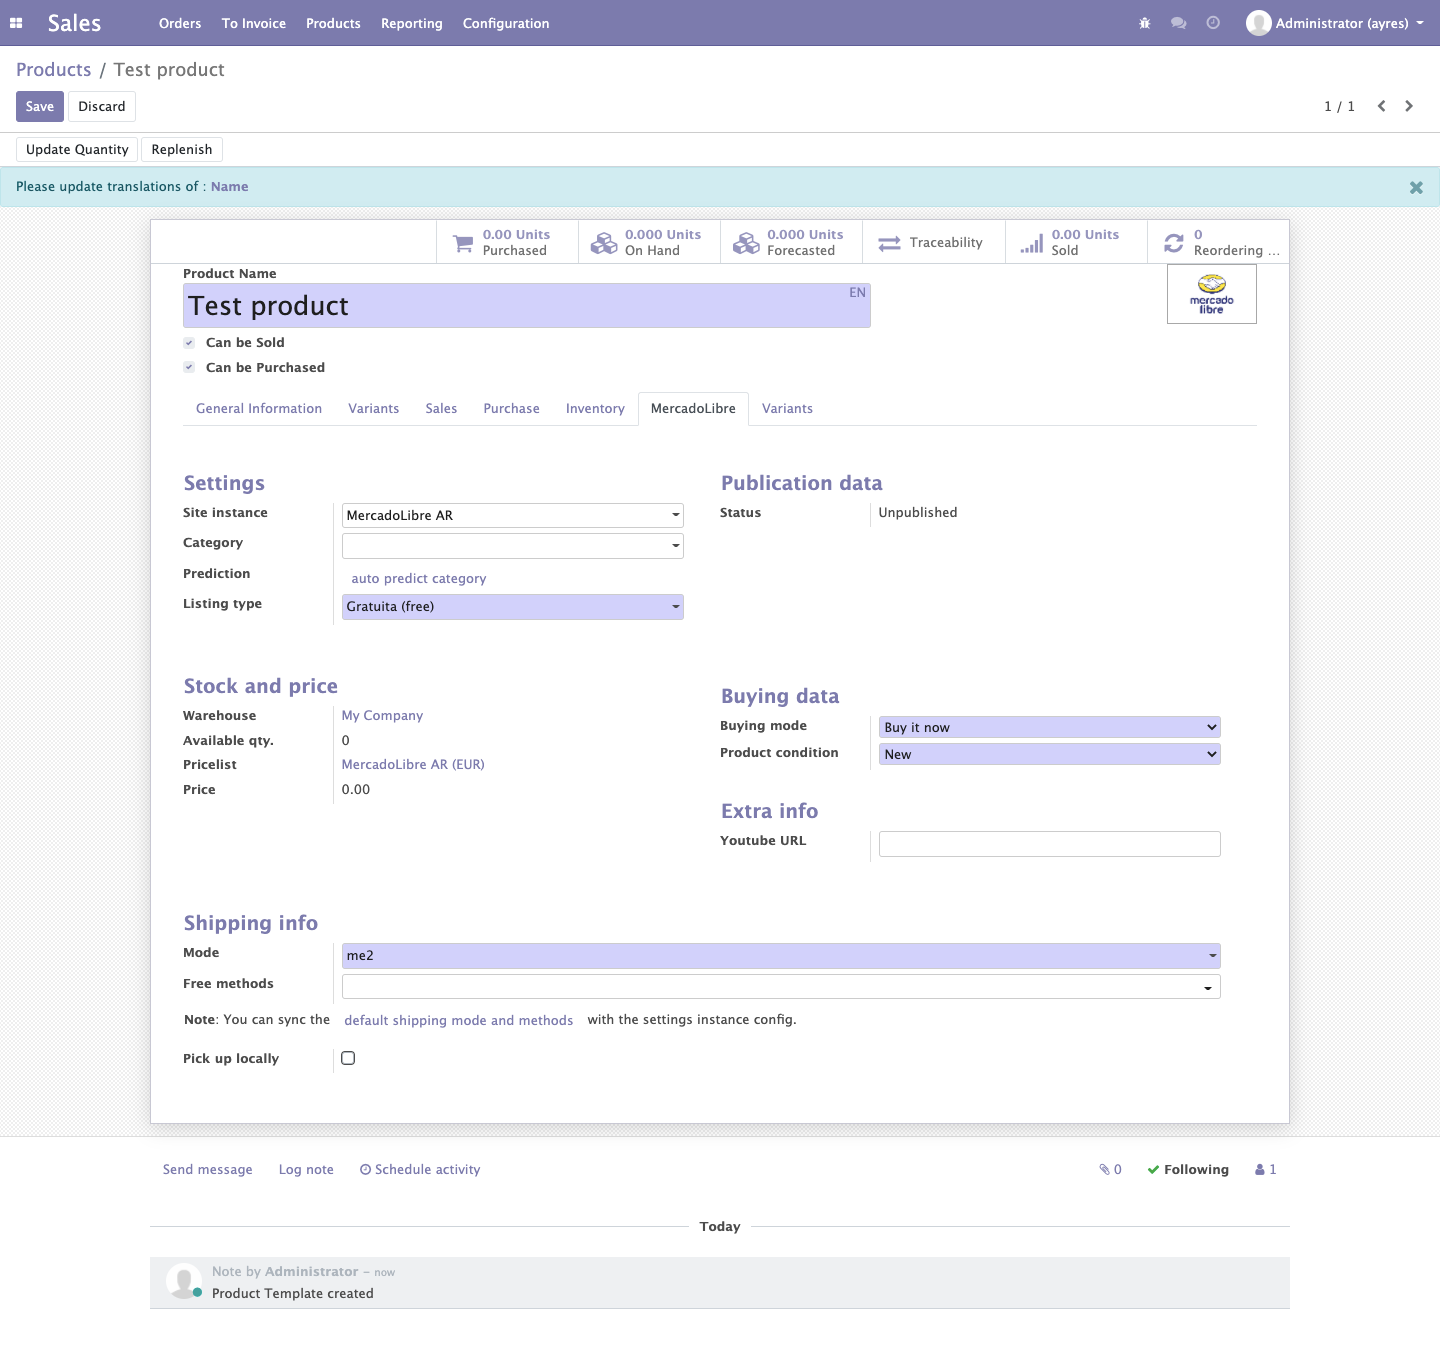 Sales Orders To Invoice Products Reporting Configuration Administrator (ayres)
Products / Test product
Save Discard 1 / 1
Update Quantity Replenish
Please update translations of : Name
0.00 Units Purchased
0.000 Units On Hand
0.000 Units Forecasted
Traceability
0.00 Units Sold
0 Reordering ...
Product Name
Test product EN
mercado
libre
Can be Sold
Can be Purchased
General Information Variants Sales Purchase Inventory MercadoLibre Variants
Settings
Site instance MercadoLibre AR
Category
Prediction auto predict category
Listing type Gratuita (free)
Publication data
Status Unpublished
Stock and price
Warehouse My Company
Available qty. 0
Pricelist MercadoLibre AR (EUR)
Price 0.00
Buying data
Buying mode Buy it now
Product condition New
Extra info
Youtube URL
Shipping info
Mode me2
Free methods
Note: You can sync the default shipping mode and methods with the settings instance config.
Pick up locally
Send message Log note Schedule activity 0 Following 1
Today
Note by Administrator - now
Product Template created